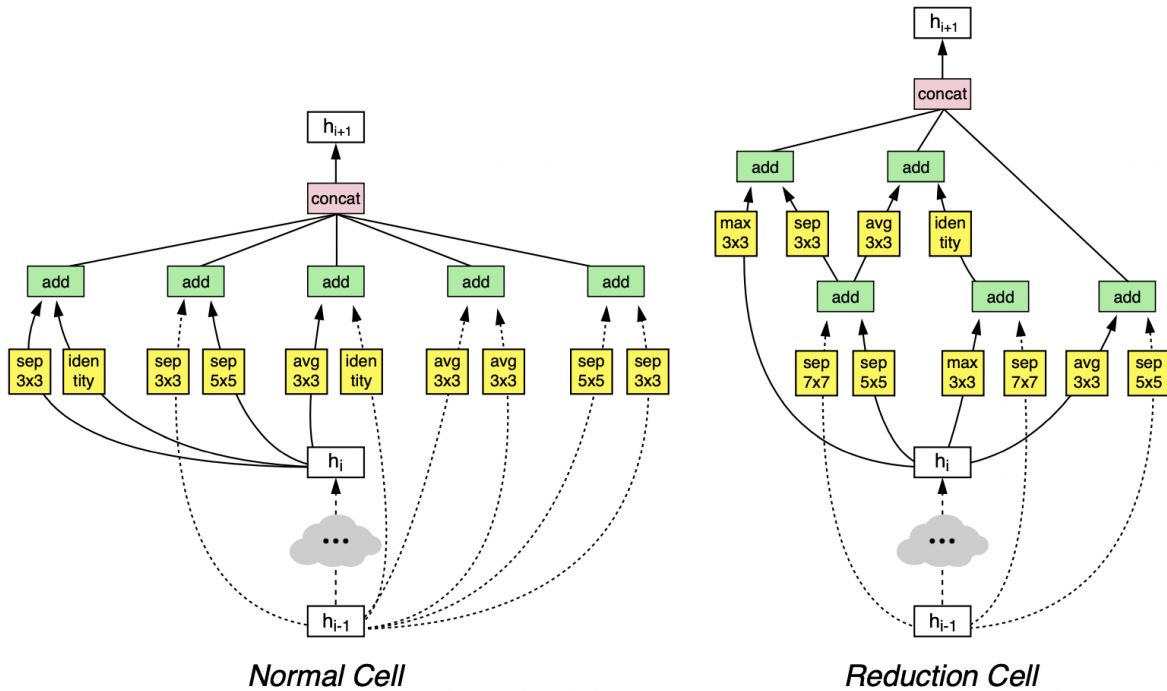 h_{i+1}
concat
add
add
add
add
add
sep
3x3
iden
tity
sep
3x3
sep
5x5
avg
3x3
iden
tity
avg
3x3
avg
3x3
sep
5x5
sep
3x3
h_i
...
h_{i-1}
Normal Cell
h_{i+1}
concat
add
add
max
3x3
sep
3x3
avg
3x3
iden
tity
add
add
add
sep
7x7
sep
5x5
max
3x3
sep
7x7
avg
3x3
sep
5x5
h_i
...
h_{i-1}
Reduction Cell